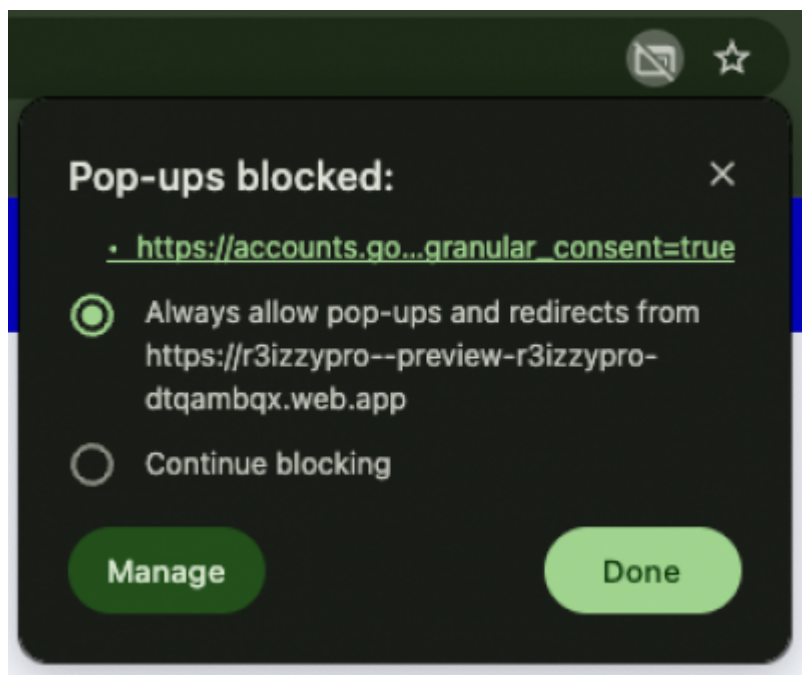 Pop-ups blocked:
• https://accounts.go...granular_consent=true
Always allow pop-ups and redirects from
https://r3izzypro--preview-r3izzypro-
dtqambqx.web.app
Continue blocking
Manage
Done